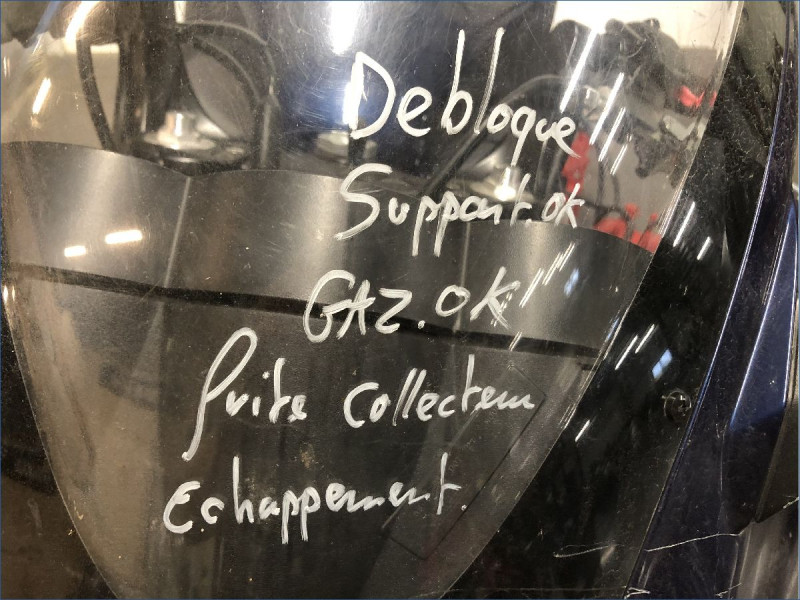 Debloque
Support.ok
GAZ.OK
fuite collecteur
echappement.